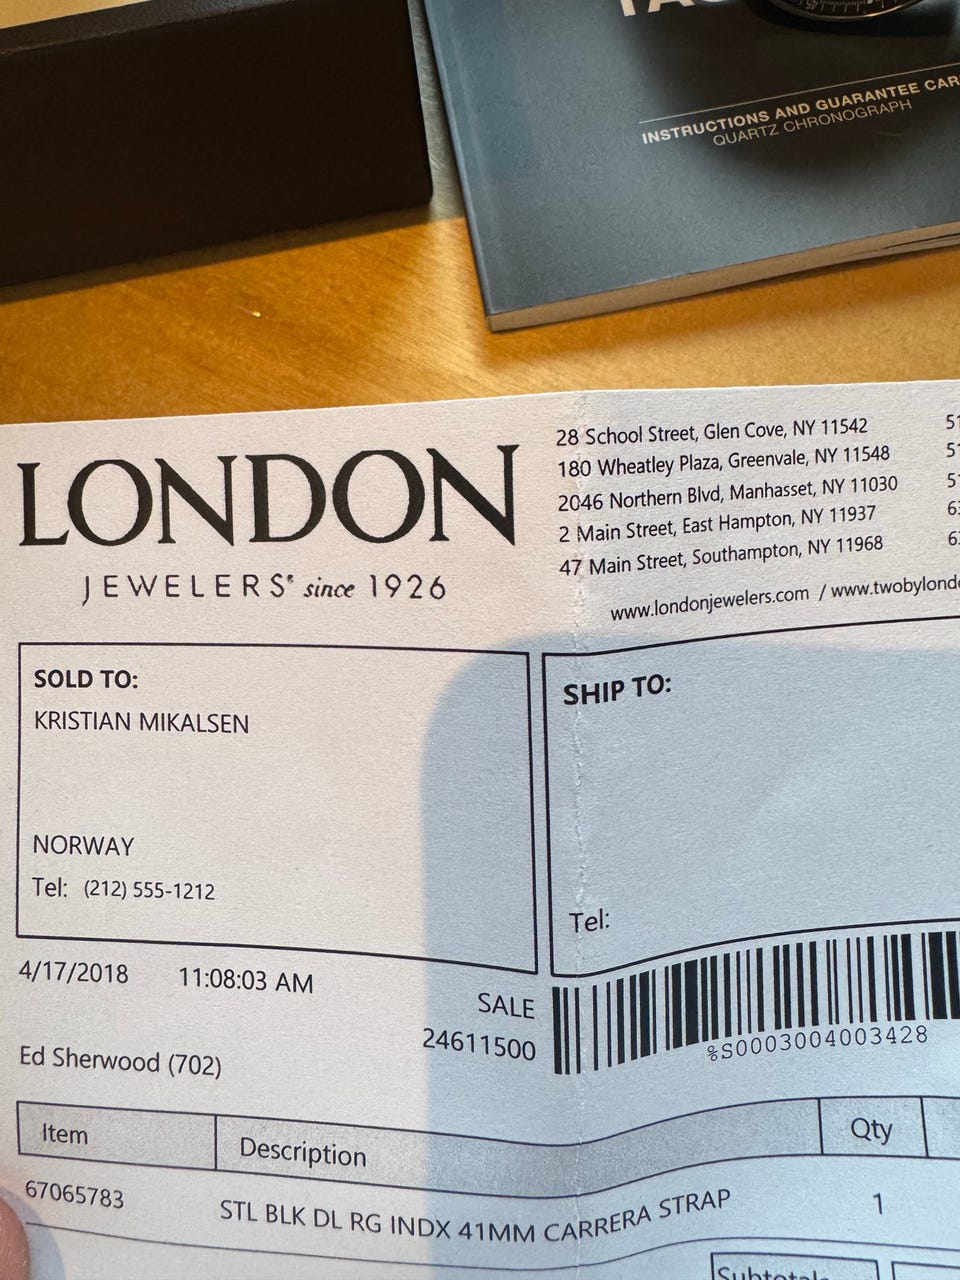 INSTRUCTIONS AND GUARANTEE
QUARTZ CHRONOGRAPH
LONDON
JEWELERS® since 1926
28 School Street, Glen Cove, NY 11542
180 Wheatley Plaza, Greenvale, NY 11548
2046 Northern Blvd, Manhasset, NY 11030
2 Main Street, East Hampton, NY 11937
47 Main Street, Southampton, NY 11968
www.londonjewelers.com /
SOLD TO:
KRISTIAN MIKALSEN
NORWAY
Tel: (212) 555-1212
SHIP TO:
Tel:
4/17/2018 11:08:03 AM
SALE
24611500
%S0003004003428
Ed Sherwood (702)
Item Description Qty
67065783 STL BLK DL RG INDX 41MM CARRERA STRAP 1